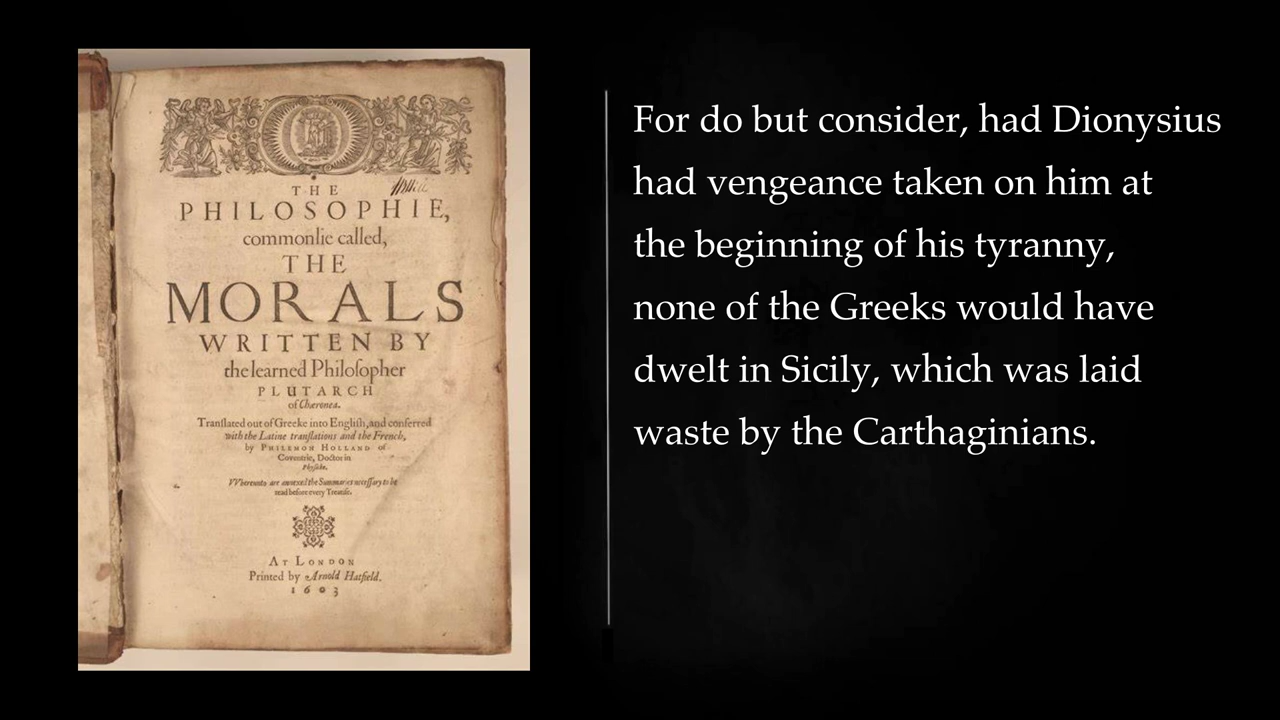 THE
PHILOSOPHIE,
commonlie called,
THE
MORALS
WRITTEN BY
the learned Philosopher
PLUTARCH
of Chæronea.
Translated out of Greeke into English, and conferred
with the Latine translations and the French,
by PHILEMON HOLLAND of
Coventrie, Doctor in
Physicke.
VVhereunto are annexed the Summaries necessary to be
read before every Treatise.
AT LONDON
Printed by Arnold Hatfield.
1603
For do but consider, had Dionysius
had vengeance taken on him at
the beginning of his tyranny,
none of the Greeks would have
dwelt in Sicily, which was laid
waste by the Carthaginians.